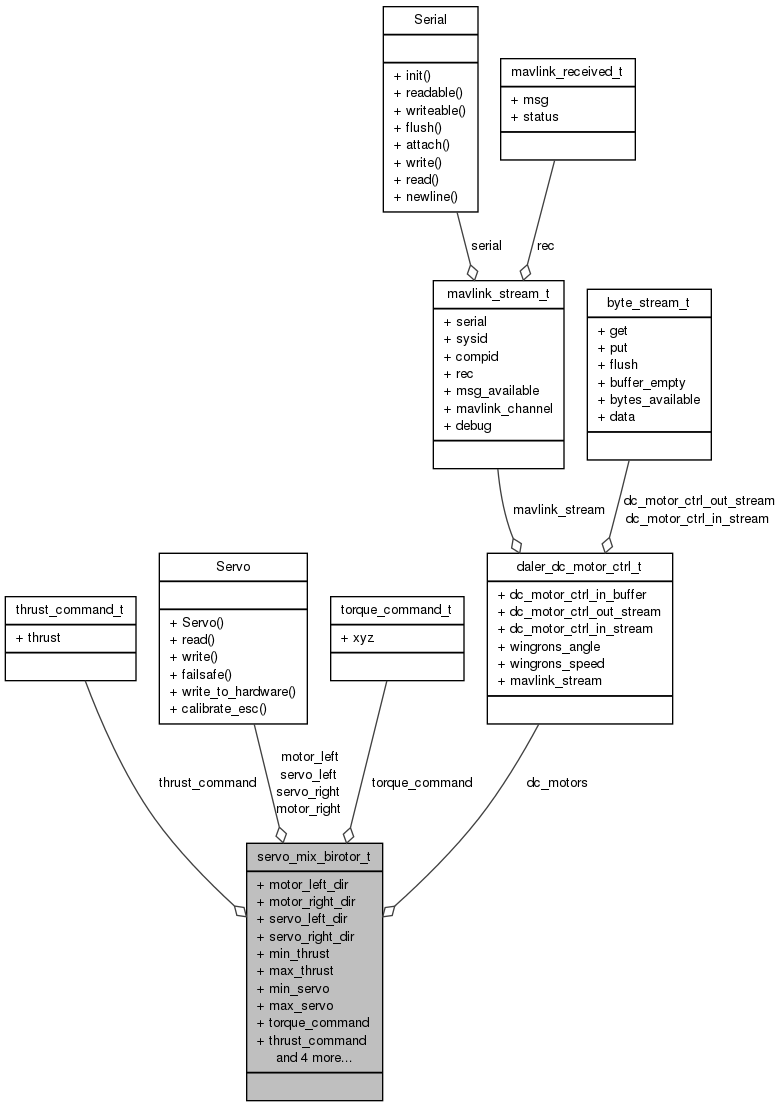 Serial
+ init()
+ readable()
+ writeable()
+ flush()
+ attach()
+ write()
+ read()
+ newline()
mavlink_received_t
+ msg
+ status
serial
rec
mavlink_stream_t
+ serial
+ sysid
+ compid
+ rec
+ msg_available
+ mavlink_channel
+ debug
byte_stream_t
+ get
+ put
+ flush
+ buffer_empty
+ bytes_available
+ data
mavlink_stream
dc_motor_ctrl_out_stream
dc_motor_ctrl_in_stream
thrust_command_t
+ thrust
Servo
+ Servo()
+ read()
+ write()
+ failsafe()
+ write_to_hardware()
+ calibrate_esc()
torque_command_t
+ xyz
daler_dc_motor_ctrl_t
+ dc_motor_ctrl_in_buffer
+ dc_motor_ctrl_out_stream
+ dc_motor_ctrl_in_stream
+ wingrons_angle
+ wingrons_speed
+ mavlink_stream
thrust_command
motor_left
servo_left
servo_right
motor_right
torque_command
dc_motors
servo_mix_birotor_t
+ motor_left_dir
+ motor_right_dir
+ servo_left_dir
+ servo_right_dir
+ min_thrust
+ max_thrust
+ min_servo
+ max_servo
+ torque_command
+ thrust_command
and 4 more...